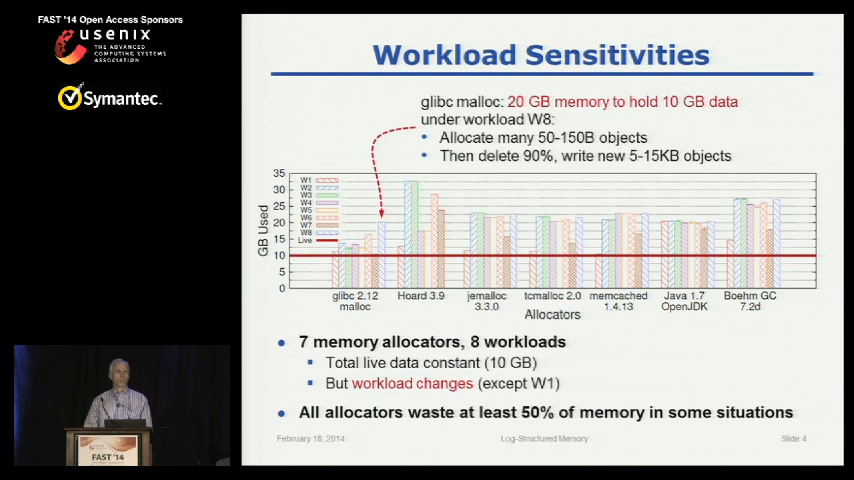 FAST '14 Open Access Sponsors
usenix
THE ADVANCED
COMPUTING SYSTEMS
ASSOCIATION
Symantec.
Workload Sensitivities
glibc malloc: 20 GB memory to hold 10 GB data
under workload W8:
• Allocate many 50-150B objects
• Then delete 90%, write new 5-15KB objects
GB Used
35
30
25
20
15
10
5
0
W1
W2
W3
W4
W5
W6
W7
W8
Live
glibc 2.12
malloc
Hoard 3.9
jemalloc
3.3.0
tcmalloc 2.0
memcached
1.4.13
Java 1.7
OpenJDK
Boehm GC
7.2d
Allocators
• 7 memory allocators, 8 workloads
Total live data constant (10 GB)
But workload changes (except W1)
• All allocators waste at least 50% of memory in some situations
February 18, 2014
Log-Structured Memory
Slide 4
FAST '14